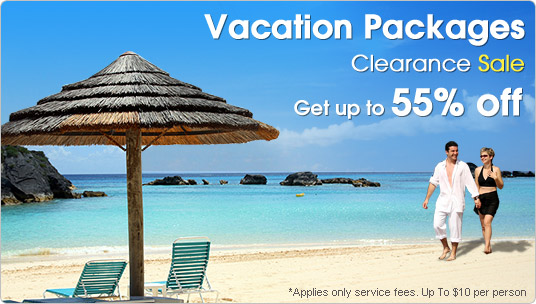 Vacation Packages
Clearance Sale
Get up to 55% off
*Applies only service fees. Up To $10 per person